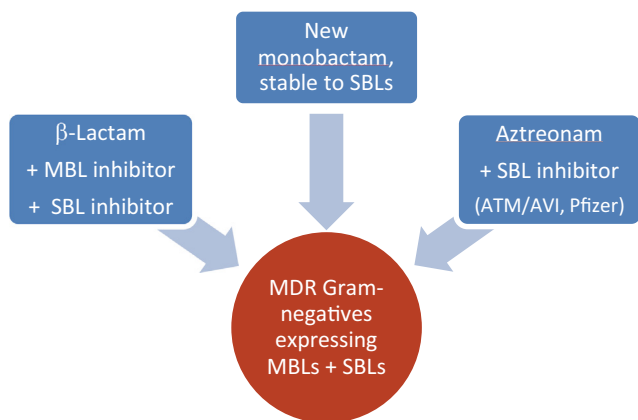 New
monobactam,
stable to SBLs
β-Lactam
+ MBL inhibitor
+ SBL inhibitor
Aztreonam
+ SBL inhibitor
(ATM/AVI, Pfizer)
MDR Gram-
negatives
expressing
MBLs + SBLs